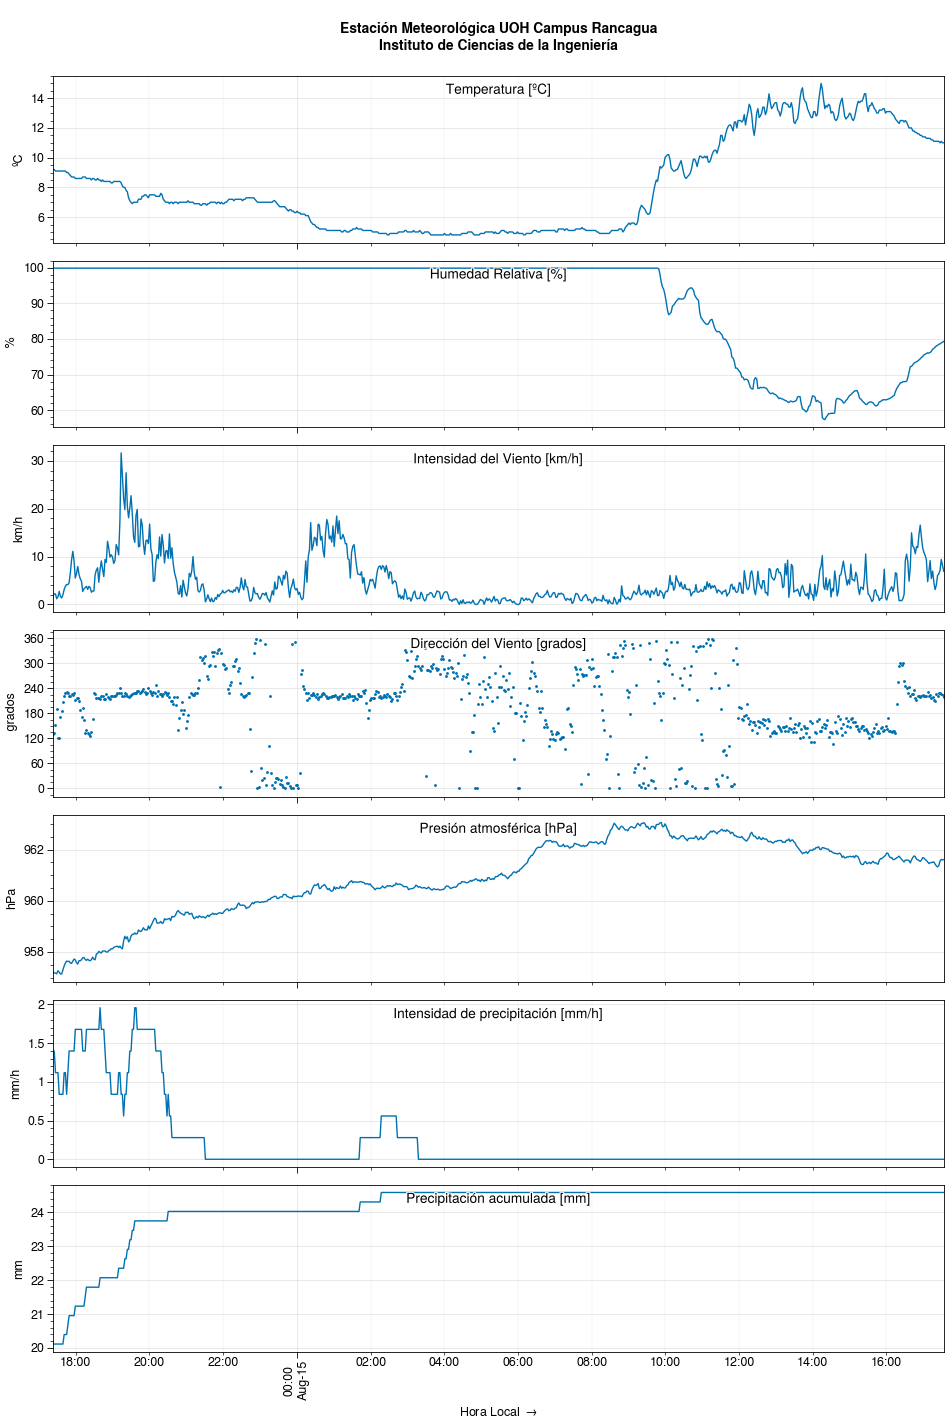 Estación Meteorológica UOH Campus Rancagua
Instituto de Ciencias de la Ingeniería
Temperatura [ºC]
14
12
10
8
6
ºC
Humedad Relativa [%]
100
90
80
70
60
%
Intensidad del Viento [km/h]
30
20
10
0
km/h
Dirección del Viento [grados]
360
300
240
180
120
60
0
grados
Presión atmosférica [hPa]
962
960
958
hPa
Intensidad de precipitación [mm/h]
2
1.5
1
0.5
0
mm/h
Precipitación acumulada [mm]
24
23
22
21
20
mm
18:00 20:00 22:00 00:00 02:00 04:00 06:00 08:00 10:00 12:00 14:00 16:00
Aug-15
Hora Local →